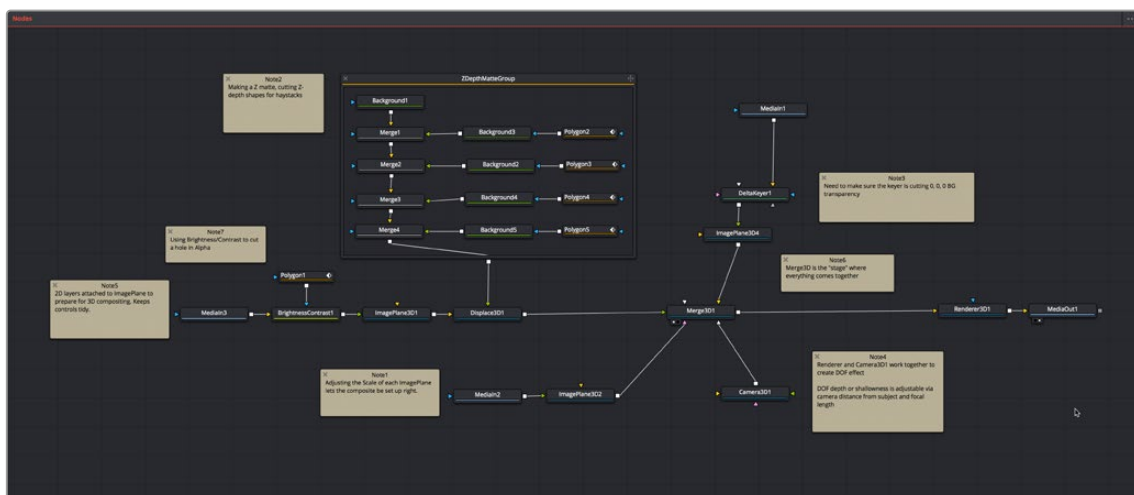 Nodes
Note2
Making a Z matte, cutting Z-
depth shapes for haystacks
ZDepthMatteGroup
Background1
Merge1
Background3
Polygon2
Merge2
Background2
Polygon3
Merge3
Background4
Polygon4
Merge4
Background5
Polygon5
MediaIn1
DeltaKeyer1
Note3
Need to make sure the keyer is cutting 0, 0, 0 BG
transparency
ImagePlane3D4
Note7
Using Brightness/Contrast to cut
a hole in Alpha
Note6
Merge3D is the "stage" where
everything comes together
Note5
2D layers attached to ImagePlane to
prepare for 3D compositing. Keeps
controls tidy.
Polygon1
MediaIn3
BrightnessContrast1
ImagePlane3D1
Displace3D1
Merge3D1
Renderer3D1
MediaOut1
Note1
Adjusting the Scale of each ImagePlane
lets the composite be set up right.
MediaIn2
ImagePlane3D2
Camera3D1
Note4
Renderer and Camera3D1 work together to
create DOF effect
DOF depth or shallowness is adjustable via
camera distance from subject and focal
length